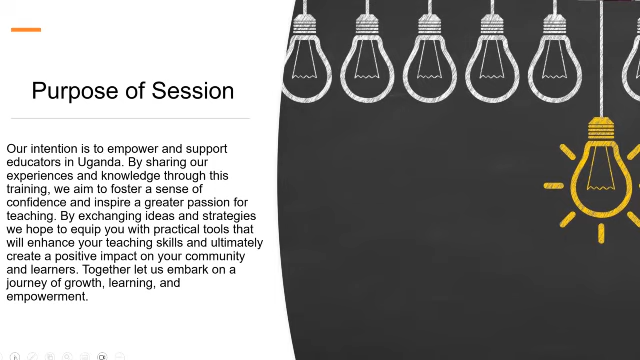 Purpose of Session
Our intention is to empower and support
educators in Uganda. By sharing our
experiences and knowledge through this
training, we aim to foster a sense of
confidence and inspire a greater passion for
teaching. By exchanging ideas and strategies
we hope to equip you with practical tools that
will enhance your teaching skills and ultimately
create a positive impact on your community
and learners. Together let us embark on a
journey of growth, learning, and
empowerment.